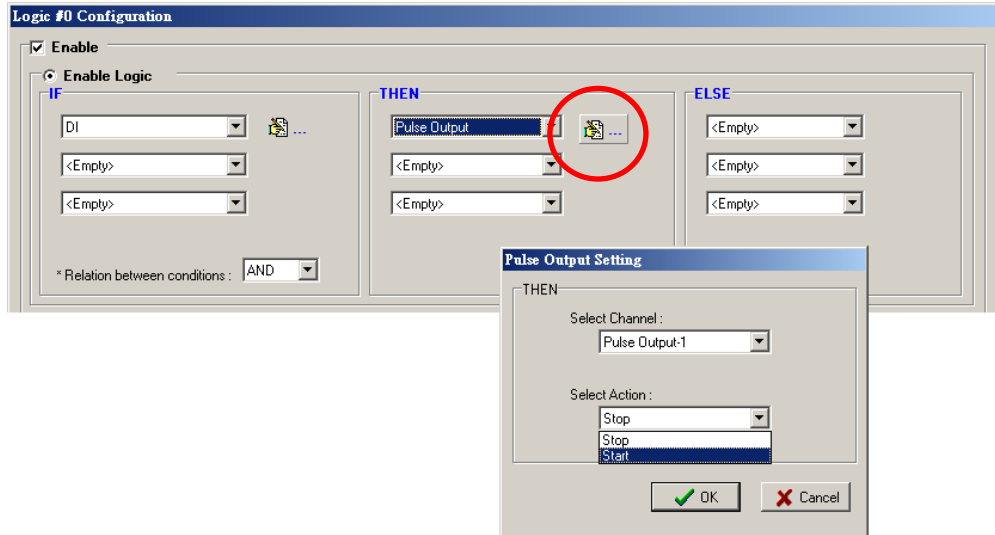 Logic #0 Configuration
Enable
Enable Logic
IF
THEN
ELSE
DI
...
Pulse Output
...
<Empty>
<Empty>
<Empty>
<Empty>
<Empty>
<Empty>
<Empty>
* Relation between conditions :
AND
Pulse Output Setting
THEN
Select Channel :
Pulse Output-1
Select Action :
Stop
Stop
Start
OK
Cancel